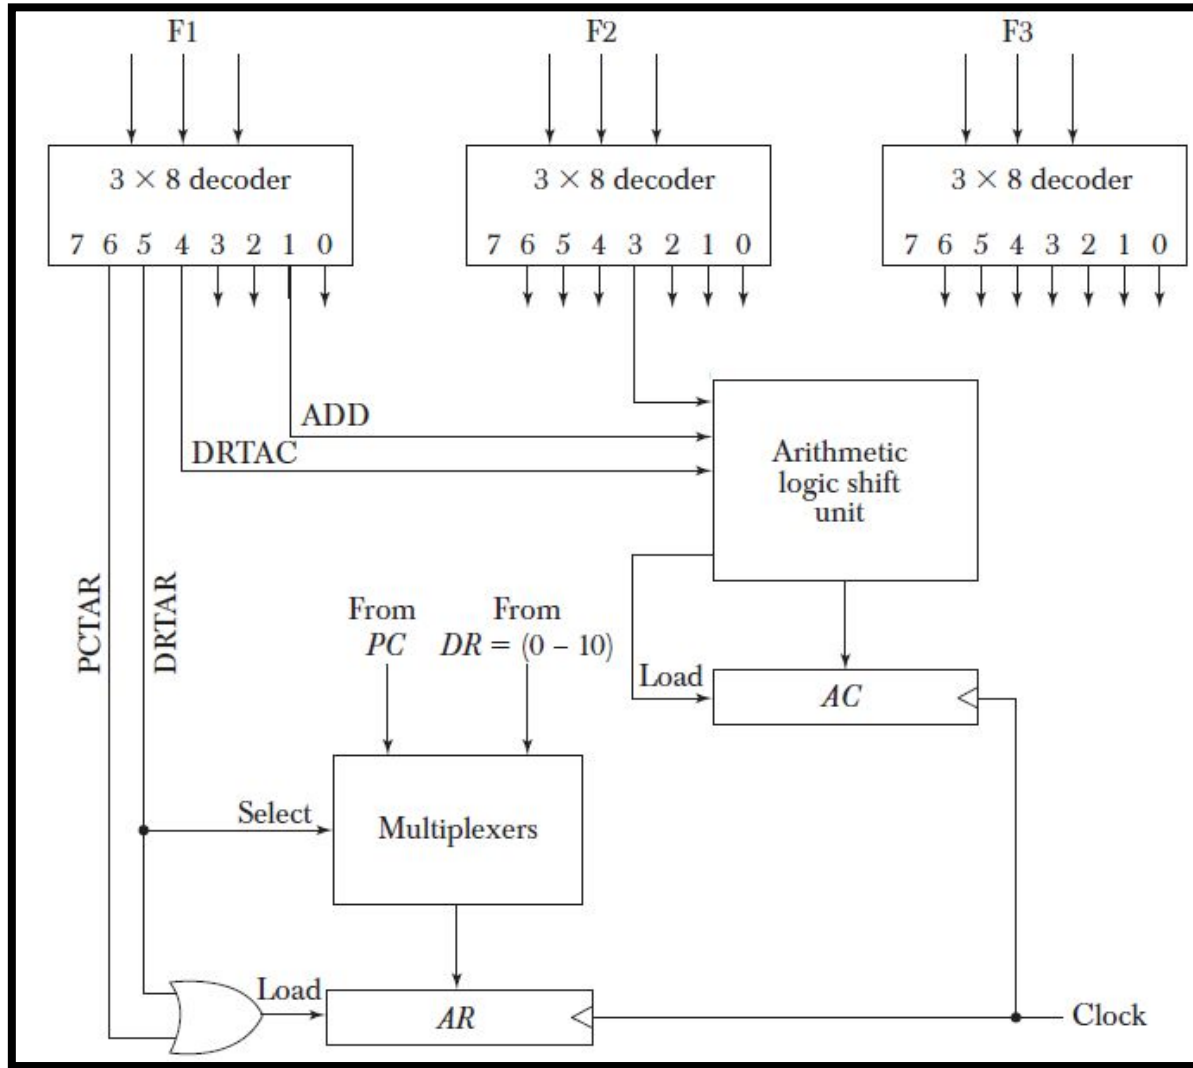 F1 F2 F3
3 × 8 decoder 3 × 8 decoder 3 × 8 decoder
7 6 5 4 3 2 1 0 7 6 5 4 3 2 1 0 7 6 5 4 3 2 1 0
ADD
DRTAC
Arithmetic
logic shift
unit
PCTAR
DRTAR
From From
PC DR = (0 – 10)
Load
AC
Select
Multiplexers
Load
AR
Clock